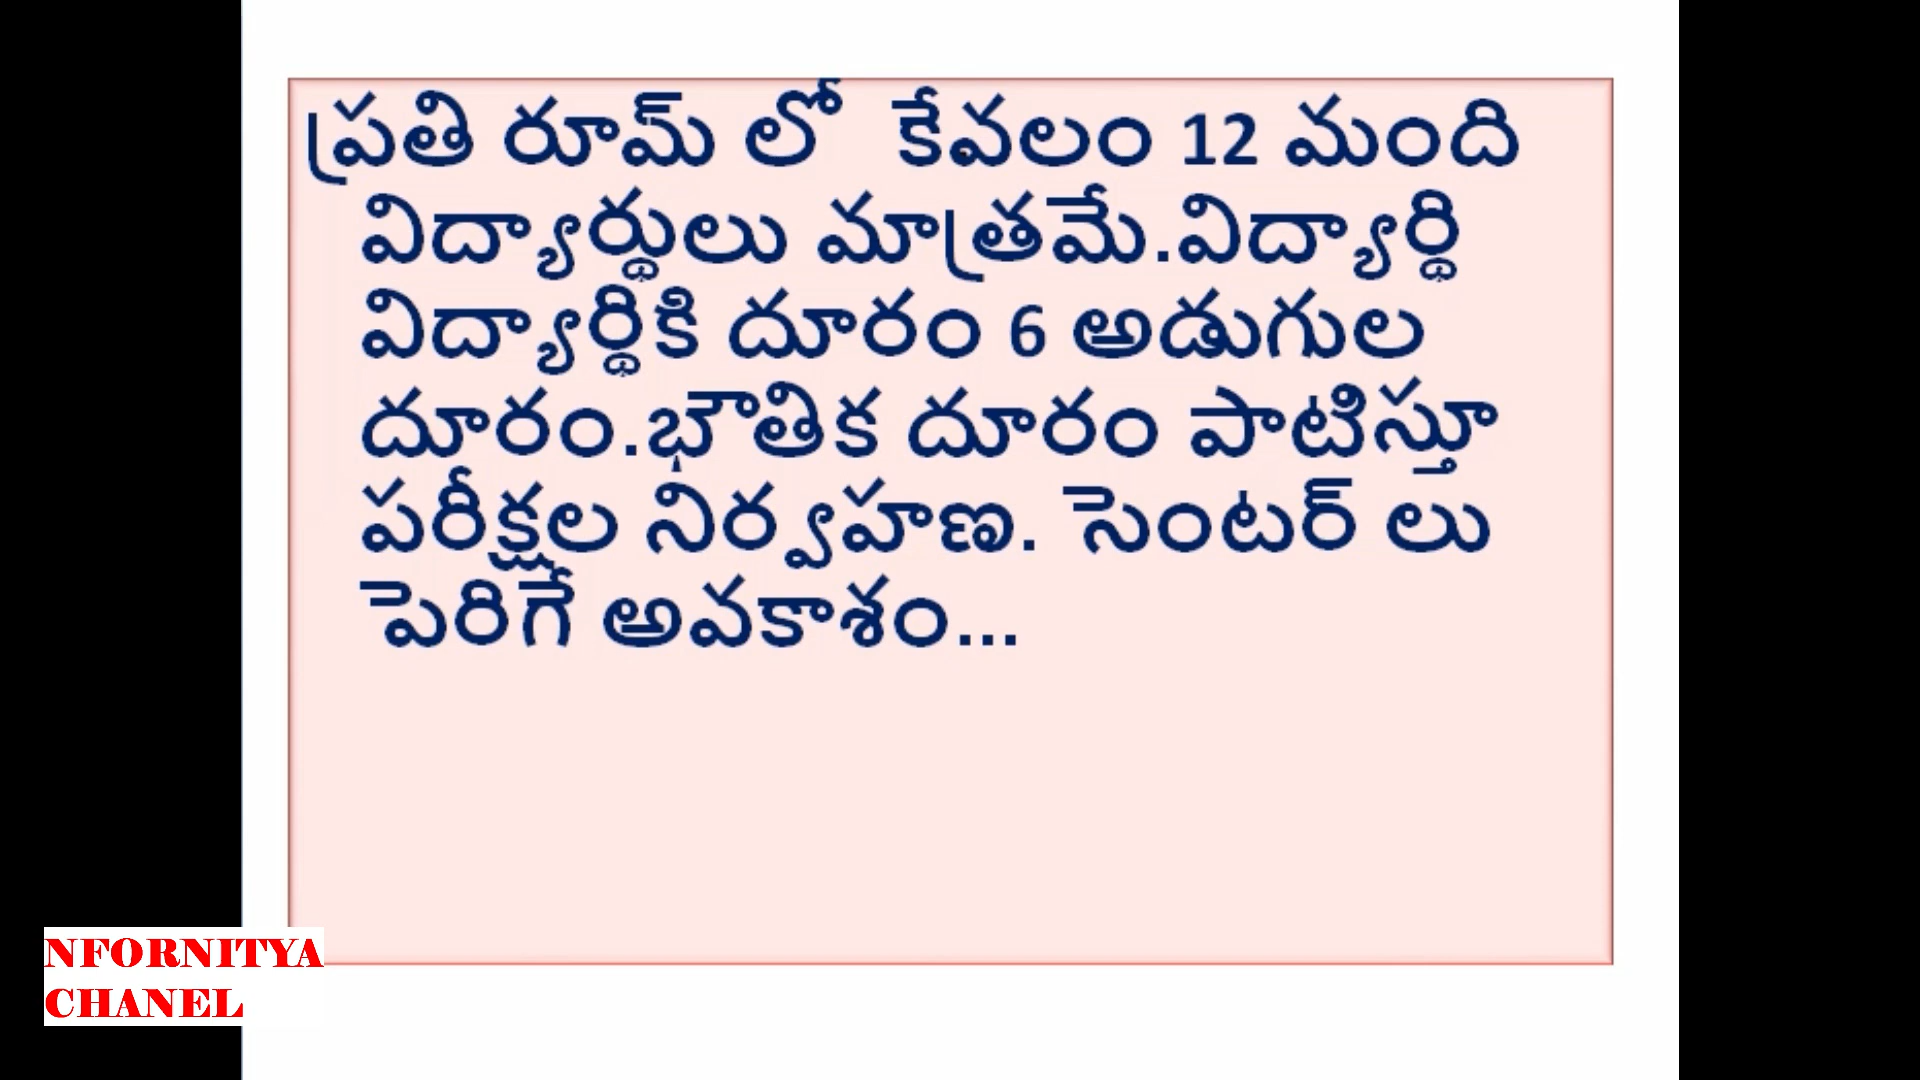 ప్రతి రూమ్ లో కేవలం 12 మంది
విద్యార్థులు మాత్రమే.విద్యార్థి
విద్యార్థికి దూరం 6 అడుగుల
దూరం.భౌతిక దూరం పాటిస్తూ
పరీక్షల నిర్వహణ. సెంటర్ లు
పెరిగే అవకాశం...
NFORNITYA
CHANEL